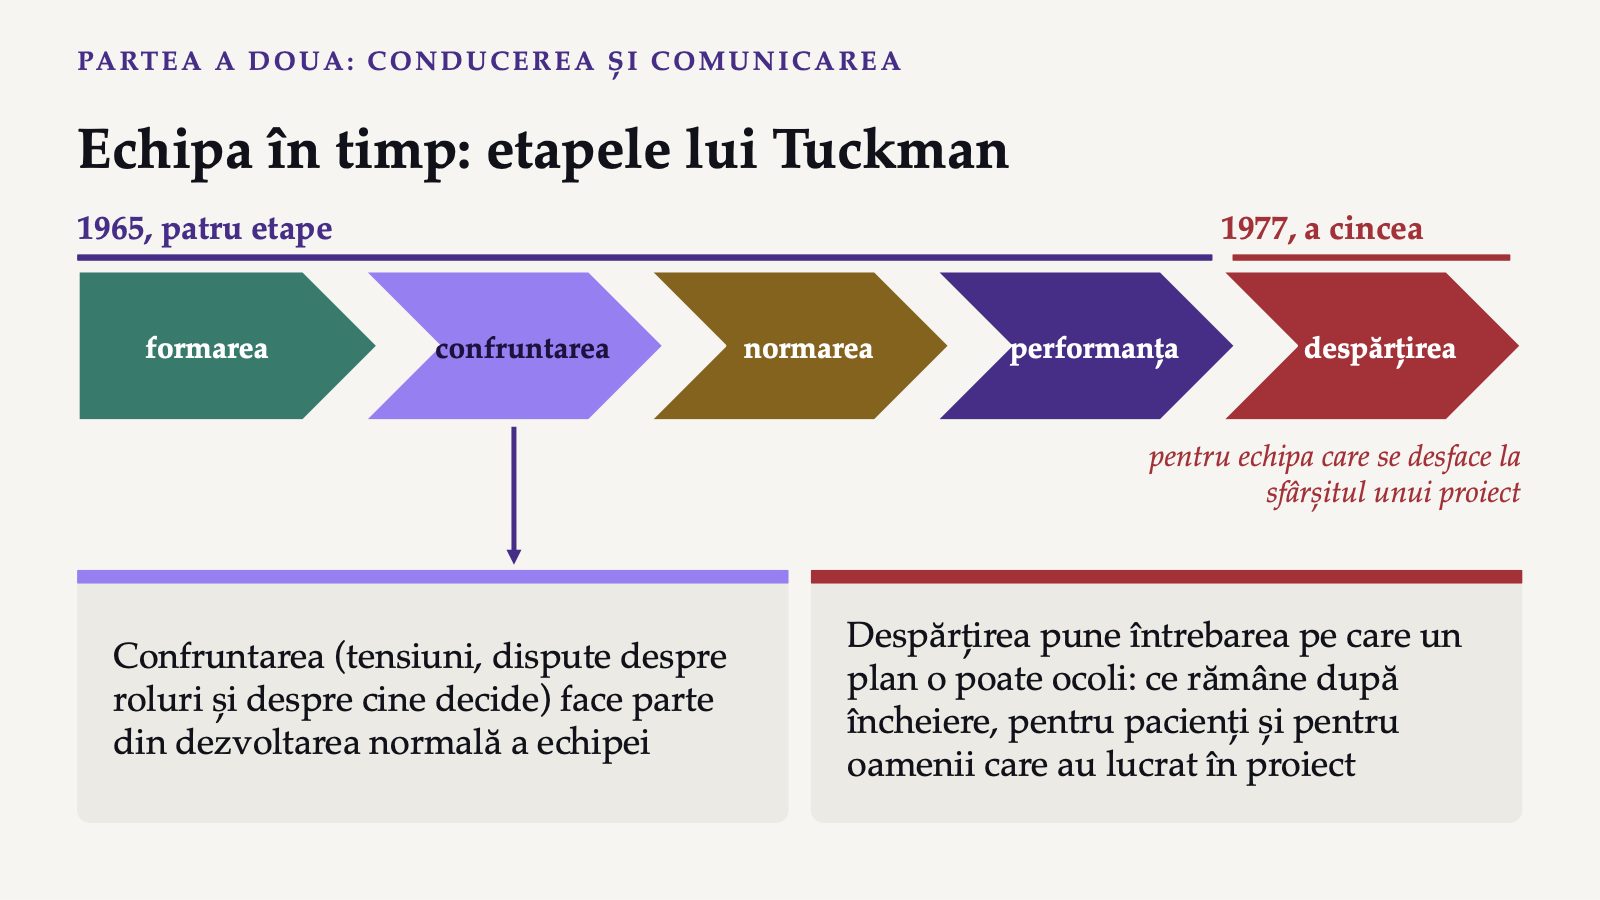 PARTEA A DOUA: CONDUCEREA ȘI COMUNICAREA
Echipa în timp: etapele lui Tuckman
1965, patru etape
1977, a cincea
formarea
confruntarea
normarea
performanța
despărțirea
pentru echipa care se desface la
sfârșitul unui proiect
Confruntarea (tensiuni, dispute despre
roluri și despre cine decide) face parte
din dezvoltarea normală a echipei
Despărțirea pune întrebarea pe care un
plan o poate ocoli: ce rămâne după
încheiere, pentru pacienți și pentru
oamenii care au lucrat în proiect